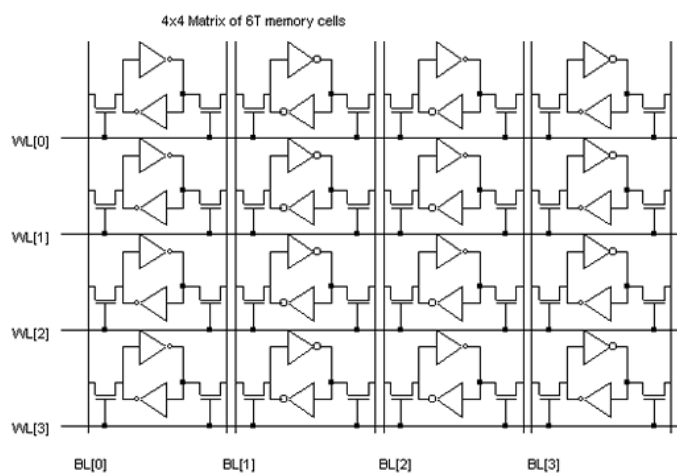 4x4 Matrix of 6T memory cells
WL[0]
WL[1]
WL[2]
WL[3]
BL[0] BL[1] BL[2] BL[3]